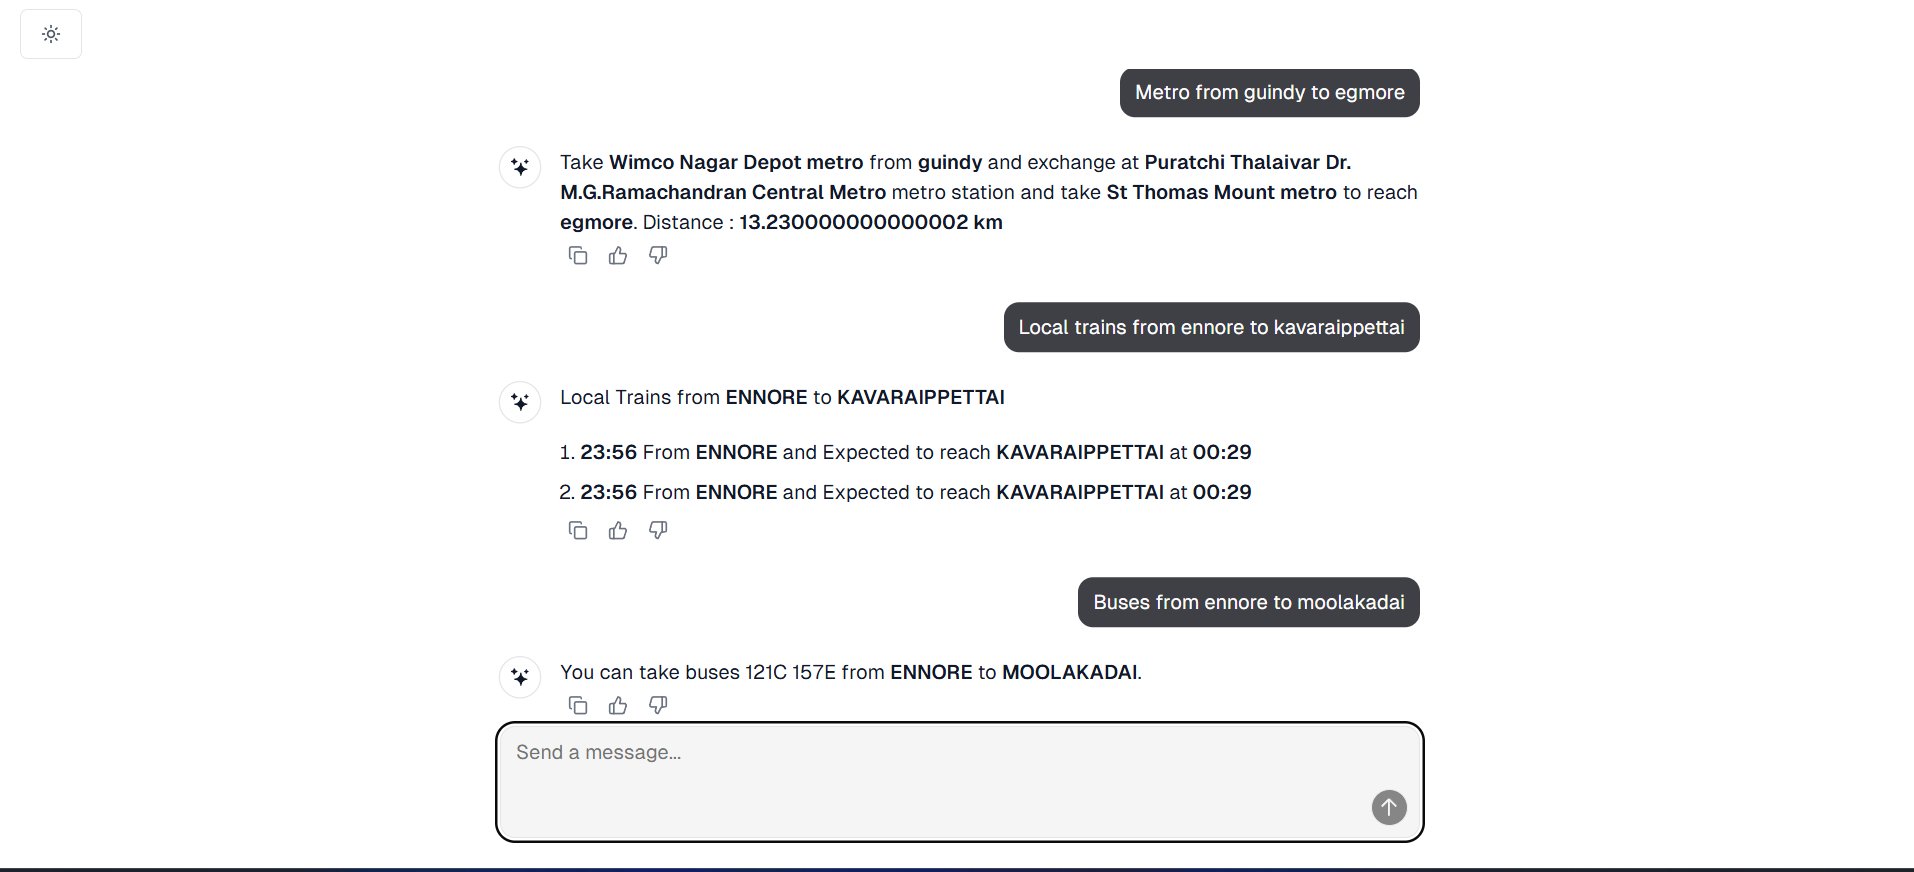 Metro from guindy to egmore
Take Wimco Nagar Depot metro from guindy and exchange at Puratchi Thalaivar Dr.
M.G.Ramachandran Central Metro metro station and take St Thomas Mount metro to reach
egmore. Distance : 13.230000000000002 km
Local trains from ennore to kavaraippettai
Local Trains from ENNORE to KAVARAIPPETTAI
1. 23:56 From ENNORE and Expected to reach KAVARAIPPETTAI at 00:29
2. 23:56 From ENNORE and Expected to reach KAVARAIPPETTAI at 00:29
Buses from ennore to moolakadai
You can take buses 121C 157E from ENNORE to MOOLAKADAI.
Send a message...